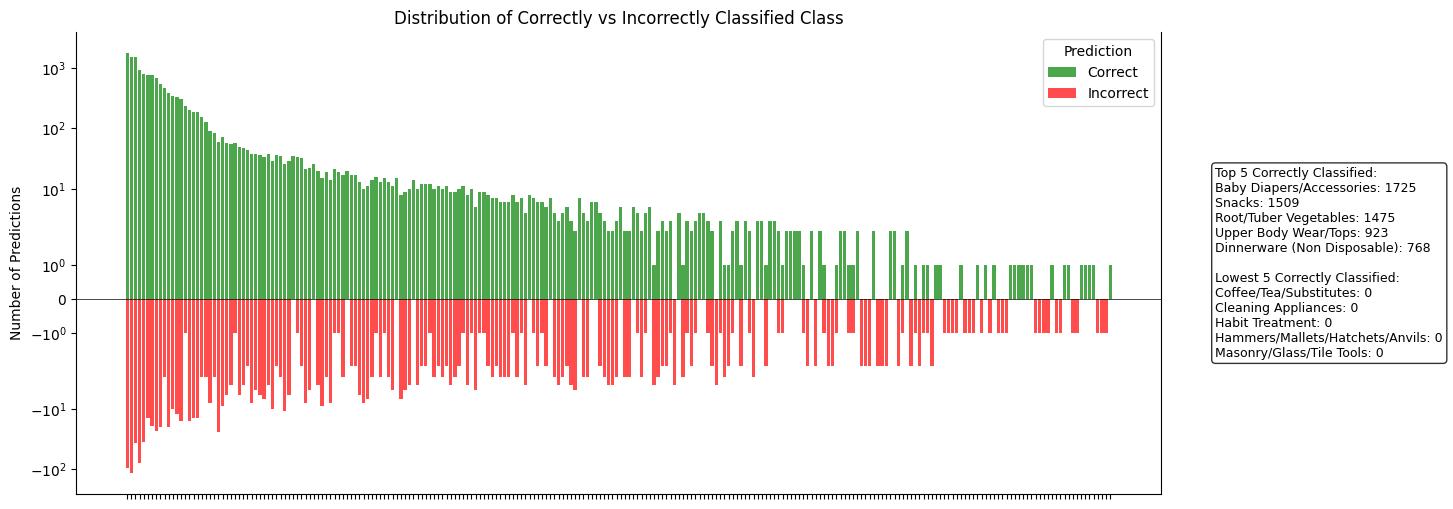 Distribution of Correctly vs Incorrectly Classified Class
Number of Predictions
10³
10²
10¹
10⁰
0
−10⁰
−10¹
−10²
Prediction
Correct
Incorrect
Top 5 Correctly Classified:
Baby Diapers/Accessories: 1725
Snacks: 1509
Root/Tuber Vegetables: 1475
Upper Body Wear/Tops: 923
Dinnerware (Non Disposable): 768
Lowest 5 Correctly Classified:
Coffee/Tea/Substitutes: 0
Cleaning Appliances: 0
Habit Treatment: 0
Hammers/Mallets/Hatchets/Anvils: 0
Masonry/Glass/Tile Tools: 0